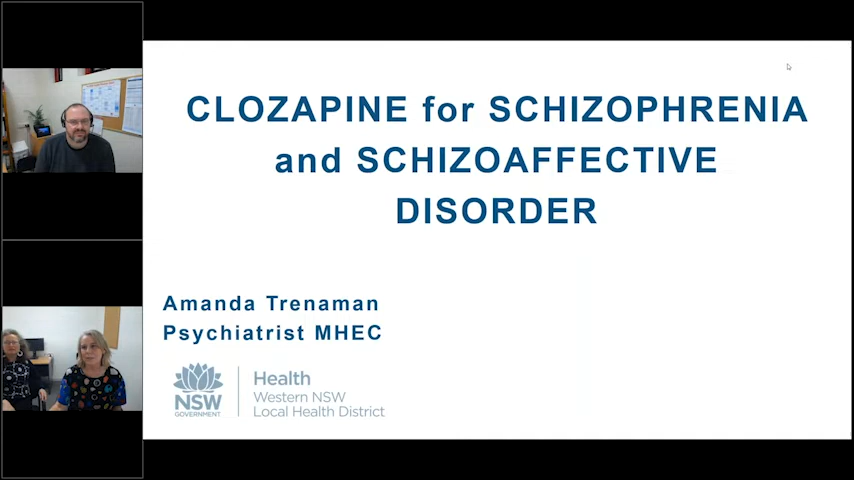 CLOZAPINE for SCHIZOPHRENIA
and SCHIZOAFFECTIVE
DISORDER
Amanda Trenaman
Psychiatrist MHEC
NSW
GOVERNMENT
Health
Western NSW
Local Health District